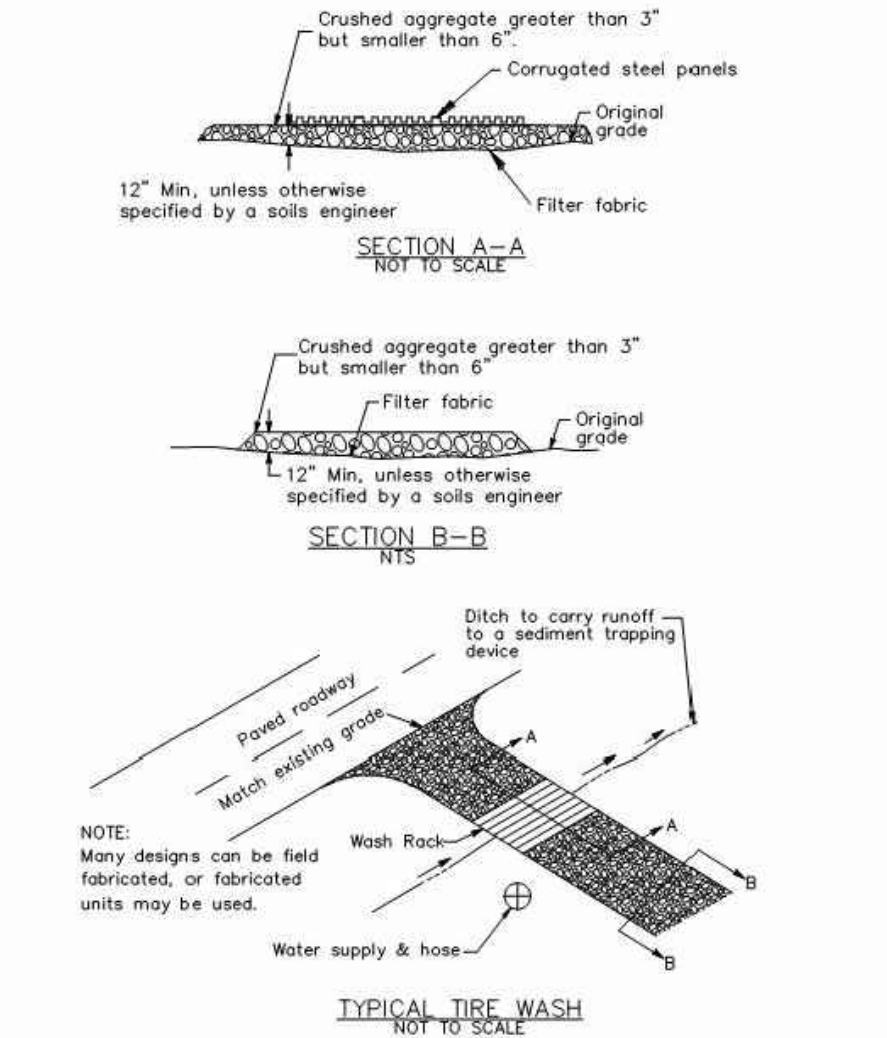 Crushed aggregate greater than 3"
but smaller than 6".
Corrugated steel panels
Original
grade
12" Min, unless otherwise
specified by a soils engineer
Filter fabric
SECTION A-A
NOT TO SCALE
Crushed aggregate greater than 3"
but smaller than 6"
Filter fabric
Original
grade
12" Min, unless otherwise
specified by a soils engineer
SECTION B-B
NTS
Ditch to carry runoff
to a sediment trapping
device
Paved roadway
Match existing grade
A
NOTE:
Many designs can be field
fabricated, or fabricated
units may be used.
Wash Rack
A
B
Water supply & hose
B
TYPICAL TIRE WASH
NOT TO SCALE